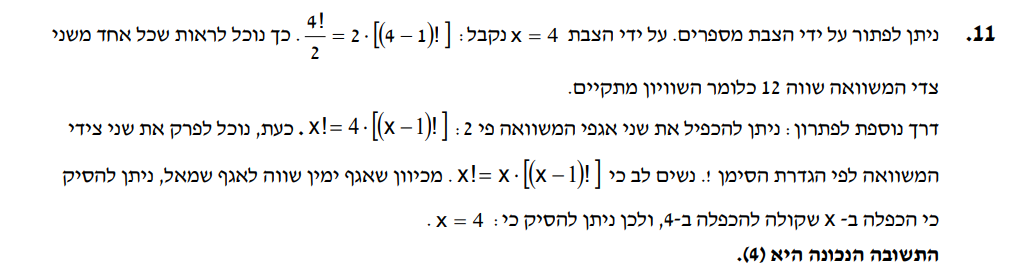 11. ניתן לפתור על ידי הצבת מספרים. על ידי הצבת x = 4 נקבל: 4!/2 = 2·[(4−1)!]. כך נוכל לראות שכל אחד משני
צדי המשוואה שווה 12 כלומר השוויון מתקיים.
דרך נוספת לפתרון: ניתן להכפיל את שני אגפי המשוואה פי 2: x!= 4·[(x−1)!]. כעת, נוכל לפרק את שני צידי
המשוואה לפי הגדרת הסימן !. נשים לב כי x!= x·[(x−1)!]. מכיוון שאגף ימין שווה לאגף שמאל, ניתן להסיק
כי הכפלה ב- x שקולה להכפלה ב-4, ולכן ניתן להסיק כי: x = 4.
התשובה הנכונה היא (4).